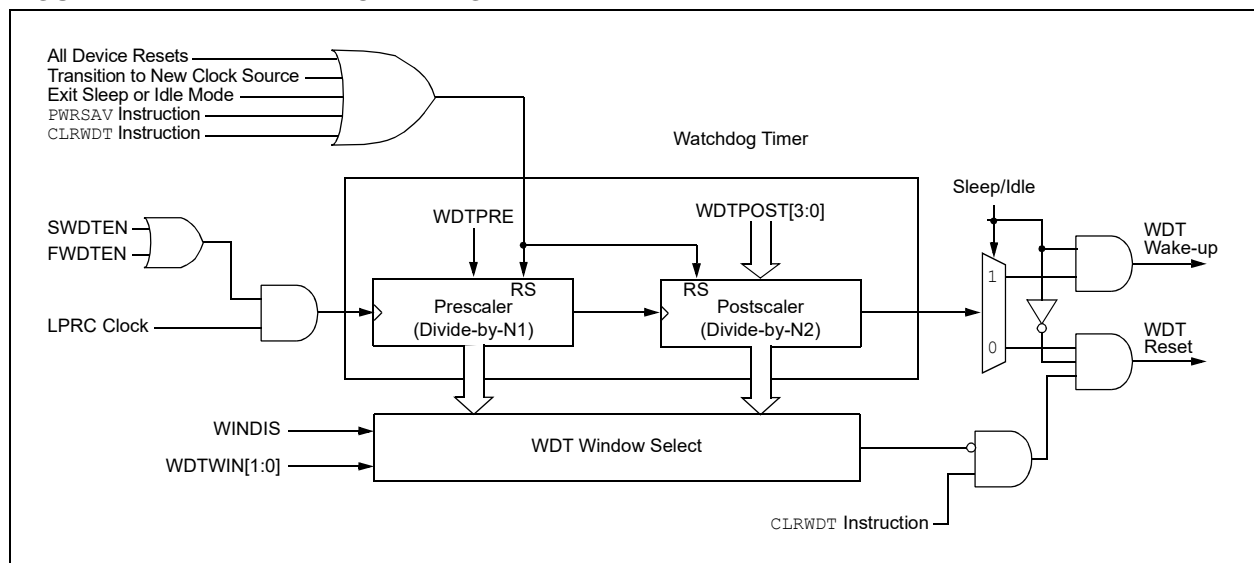 All Device Resets
Transition to New Clock Source
Exit Sleep or Idle Mode
PWRSAV Instruction
CLRWDT Instruction
Watchdog Timer
Sleep/Idle
SWDTEN
FWDTEN
WDTPRE
WDTPOST[3:0]
WDT
Wake-up
LPRC Clock
RS
Prescaler
(Divide-by-N1)
RS
Postscaler
(Divide-by-N2)
1
0
WDT
Reset
WINDIS
WDTWIN[1:0]
WDT Window Select
CLRWDT Instruction